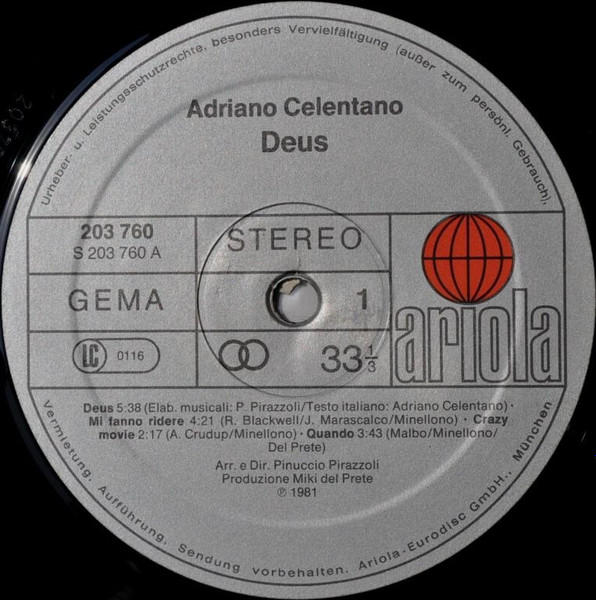 Urheber- u. Leistungsschutzrechte, besonders Vervielfältigung (außer zum persönl. Gebrauch),
Adriano Celentano
Deus
203 760
S 203 760 A
STEREO
GEMA
1
LC 0116
33 1/3
ariola
Deus 5:38 (Elab. musicali: P. Pirazzoli/Testo italiano: Adriano Celentano) ·
Mi fanno ridere 4:21 (R. Blackwell/J. Marascalco/Minellono) · Crazy
movie 2:17 (A. Crudup/Minellono) · Quando 3:43 (Malbo/Minellono/
Del Prete)
Arr. e Dir. Pinuccio Pirazzoli
Produzione Miki del Prete
℗ 1981
Vermietung, Aufführung, Sendung vorbehalten. Ariola-Eurodisc GmbH., München